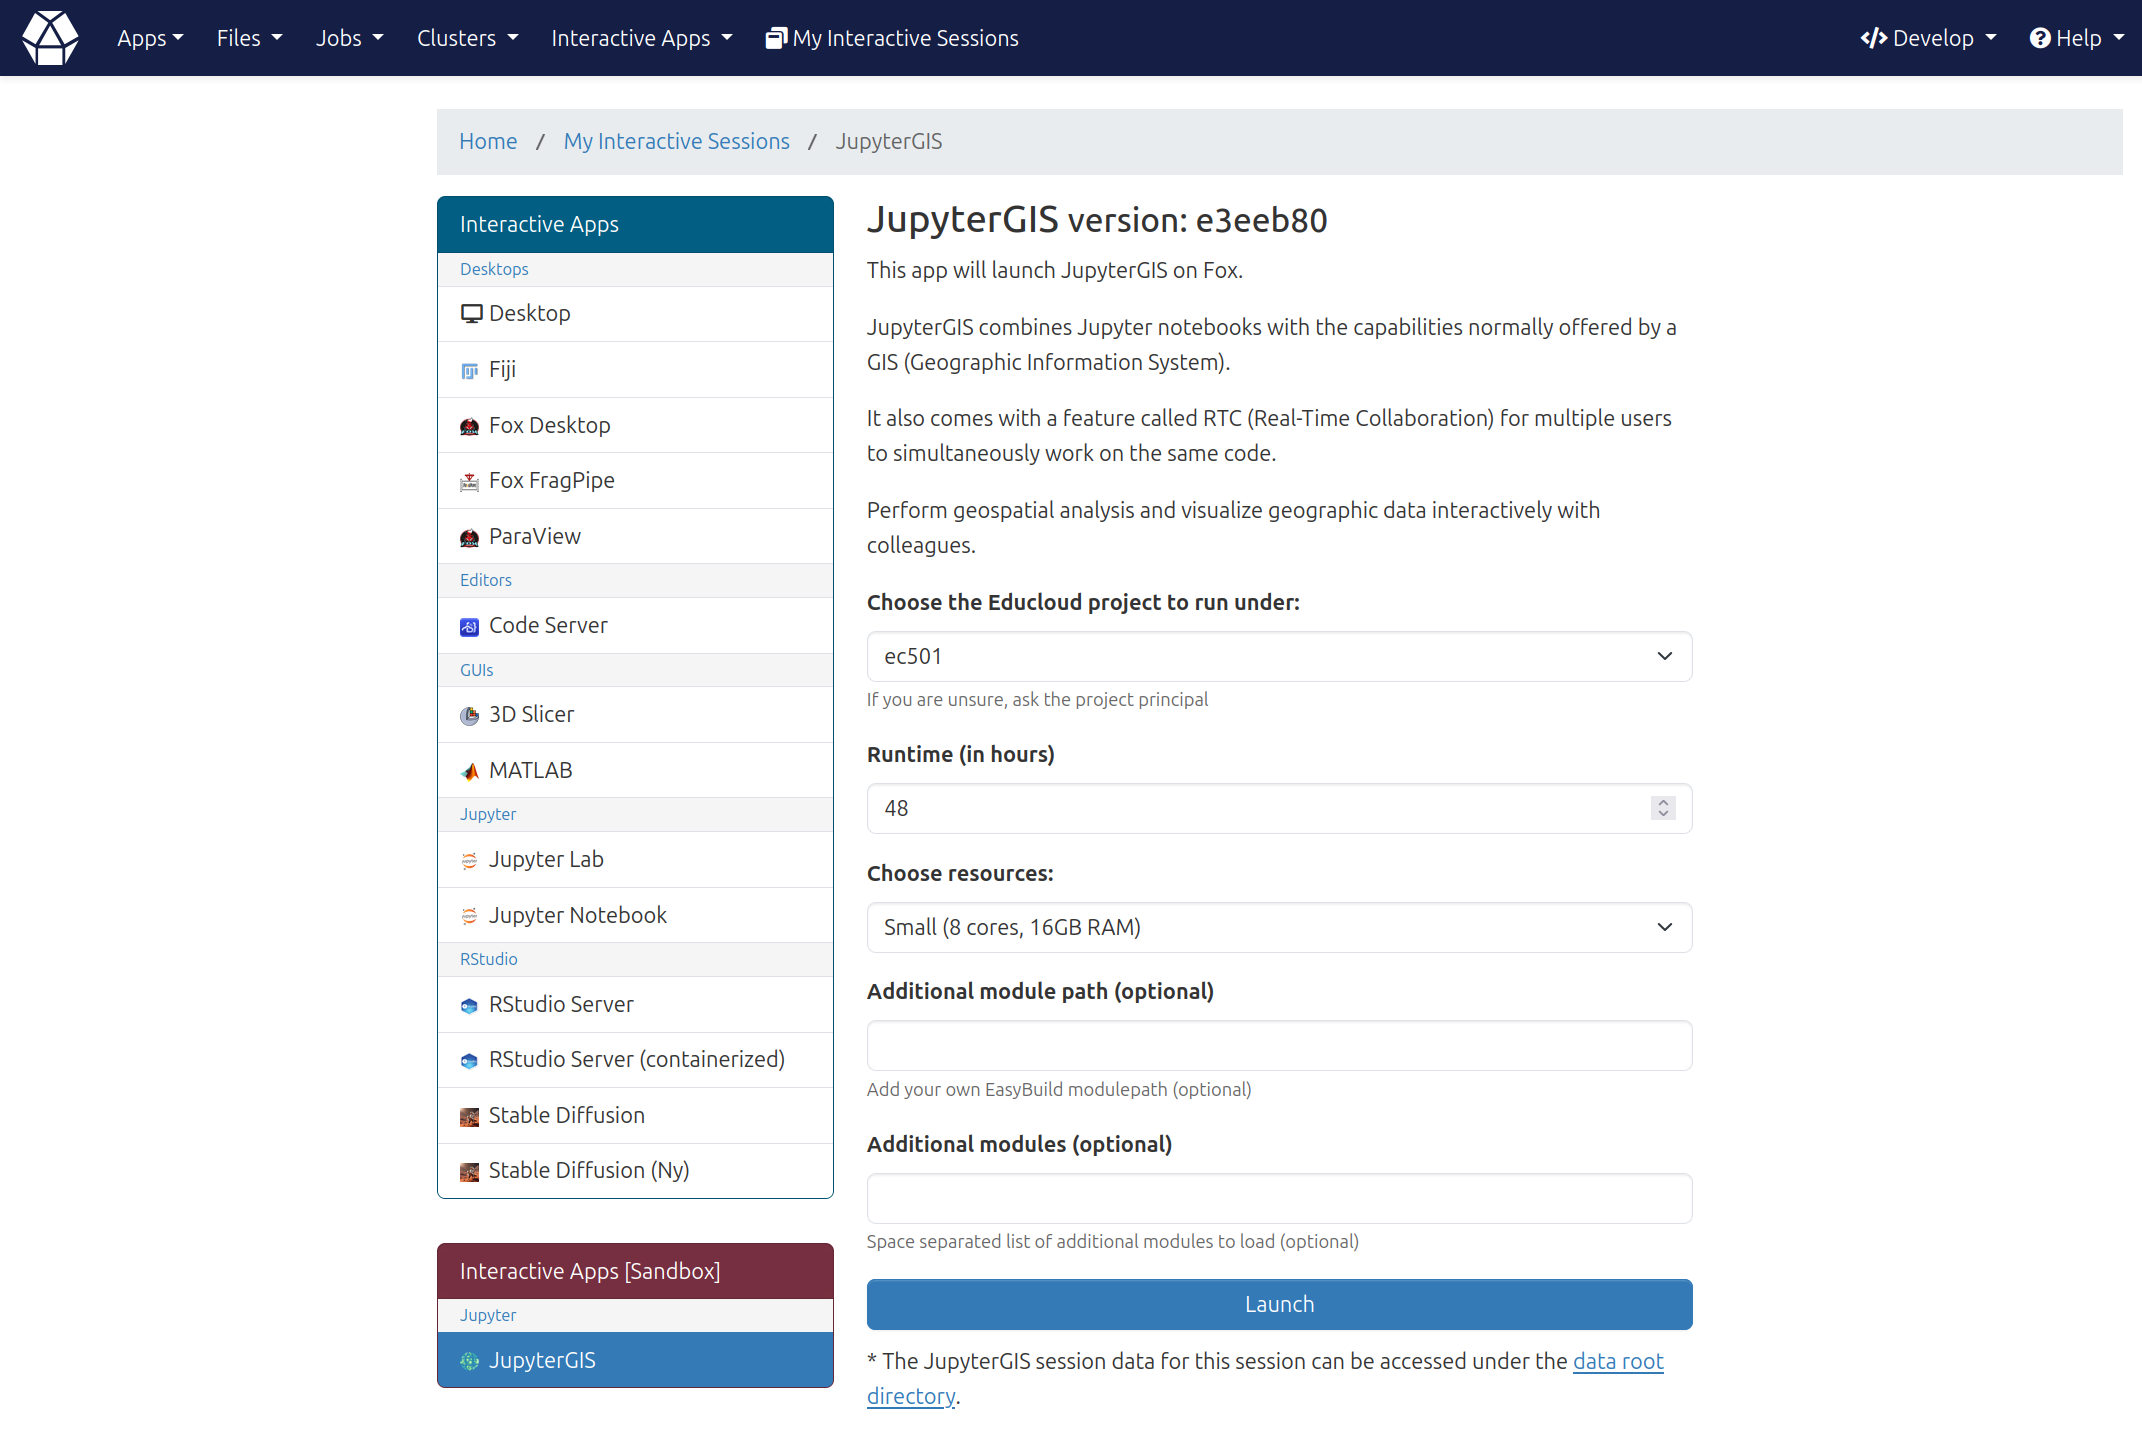 Apps Files Jobs Clusters Interactive Apps My Interactive Sessions Develop Help
Home / My Interactive Sessions / JupyterGIS
Interactive Apps
Desktops
Desktop
Fiji
Fox Desktop
Fox FragPipe
ParaView
Editors
Code Server
GUIs
3D Slicer
MATLAB
Jupyter
Jupyter Lab
Jupyter Notebook
RStudio
RStudio Server
RStudio Server (containerized)
Stable Diffusion
Stable Diffusion (Ny)
Interactive Apps [Sandbox]
Jupyter
JupyterGIS
JupyterGIS version: e3eeb80
This app will launch JupyterGIS on Fox.
JupyterGIS combines Jupyter notebooks with the capabilities normally offered by a
GIS (Geographic Information System).
It also comes with a feature called RTC (Real-Time Collaboration) for multiple users
to simultaneously work on the same code.
Perform geospatial analysis and visualize geographic data interactively with
colleagues.
Choose the Educloud project to run under:
ec501
If you are unsure, ask the project principal
Runtime (in hours)
48
Choose resources:
Small (8 cores, 16GB RAM)
Additional module path (optional)
Add your own EasyBuild modulepath (optional)
Additional modules (optional)
Space separated list of additional modules to load (optional)
Launch
* The JupyterGIS session data for this session can be accessed under the data root
directory.